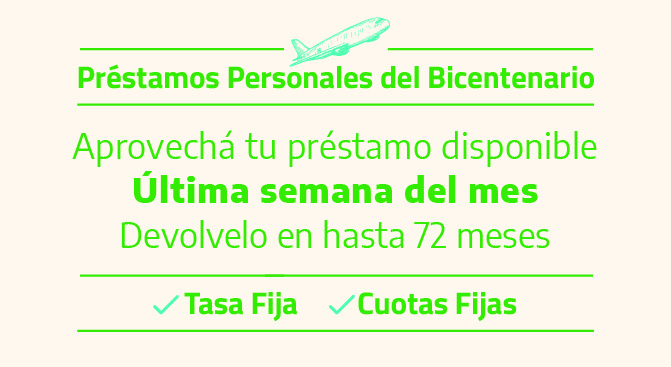 Préstamos Personales del Bicentenario
Aprovechá tu préstamo disponible
Última semana del mes
Devolvelo en hasta 72 meses
Tasa Fija Cuotas Fijas